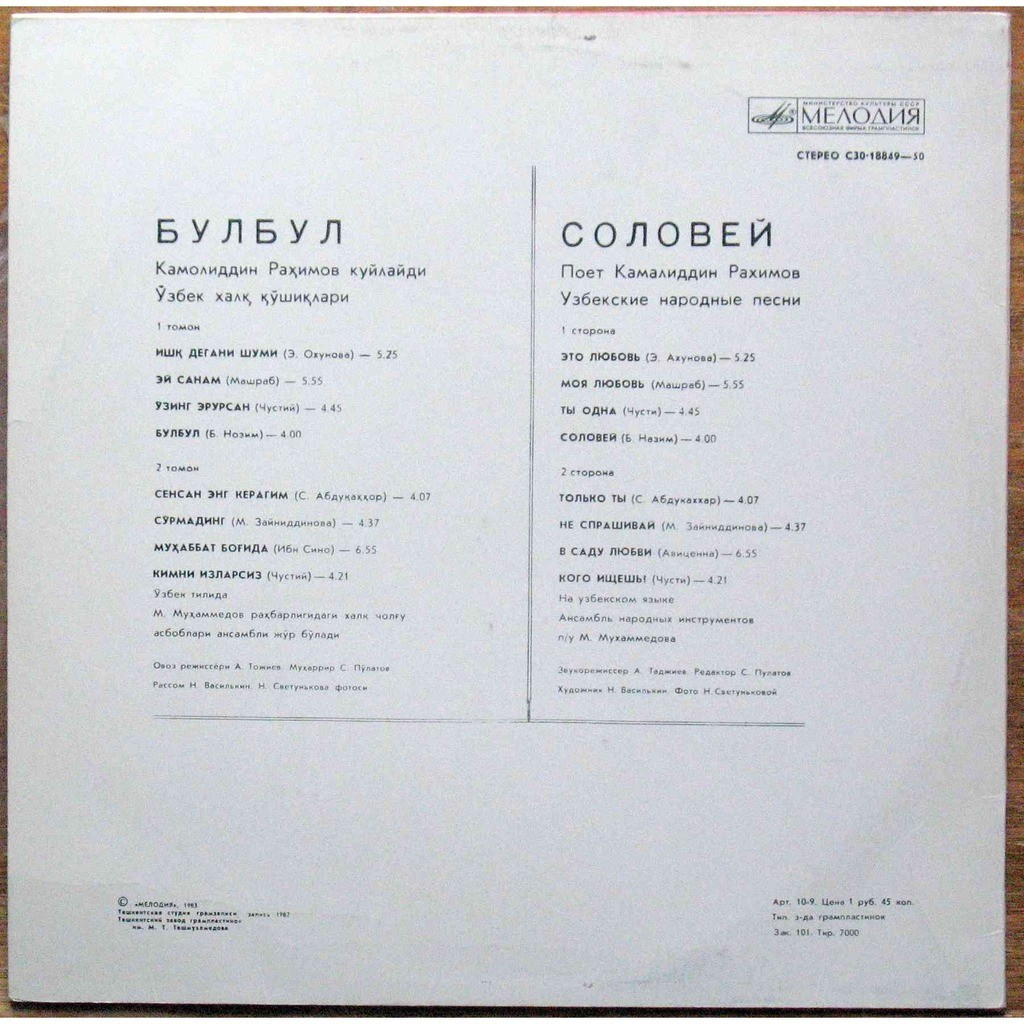 МИНИСТЕРСТВО КУЛЬТУРЫ СССР
МЕЛОДИЯ
ВСЕСОЮЗНАЯ ФИРМА ГРАМПЛАСТИНОК
СТЕРЕО С30-18849—50
БУЛБУЛ
Камолиддин Раҳимов куйлайди
Ўзбек халқ қўшиқлари
1 томон
ИШҚ ДЕГАНИ ШУМИ (Э. Охунова) — 5.25
ЭЙ САНАМ (Машраб) — 5.55
ЎЗИНГ ЭРУРСАН (Чустий) — 4.45
БУЛБУЛ (Б. Нозим) — 4.00
2 томон
СЕНСАН ЭНГ КЕРАГИМ (С. Абдуқаҳҳор) — 4.07
СЎРМАДИНГ (М. Зайниддинова) — 4.37
МУҲАББАТ БОҒИДА (Ибн Сино) — 6.55
КИМНИ ИЗЛАРСИЗ (Чустий) — 4.21
Ўзбек тилида
М. Муҳаммедов раҳбарлигидаги халқ чолғу
асбоблари ансамбли жўр бўлади
Овоз режиссёри А. Тожиев. Муҳаррир С. Пўлатов
Рассом Н. Василькин. Н. Светунькова фотоси
СОЛОВЕЙ
Поет Камалиддин Рахимов
Узбекские народные песни
1 сторона
ЭТО ЛЮБОВЬ (Э. Ахунова) — 5.25
МОЯ ЛЮБОВЬ (Машраб) — 5.55
ТЫ ОДНА (Чусти) — 4.45
СОЛОВЕЙ (Б. Назим) — 4.00
2 сторона
ТОЛЬКО ТЫ (С. Абдукаххар) — 4.07
НЕ СПРАШИВАЙ (М. Зайниддинова) — 4.37
В САДУ ЛЮБВИ (Авиценна) — 6.55
КОГО ИЩЕШЬ! (Чусти) — 4.21
На узбекском языке
Ансамбль народных инструментов
п/у М. Мухаммедова
Звукорежиссер А. Таджиев. Редактор С. Пулатов
Художник Н. Василькин. Фото Н. Светуньковой
© «МЕЛОДИЯ», 1983
Ташкентская студия грамзаписи запись 1982
Ташкентский завод грампластинок
им. М. Т. Ташмухамедова
Арт. 10-9. Цена 1 руб. 45 коп.
Тип. з-да грампластинок
Зак. 101. Тир. 7000